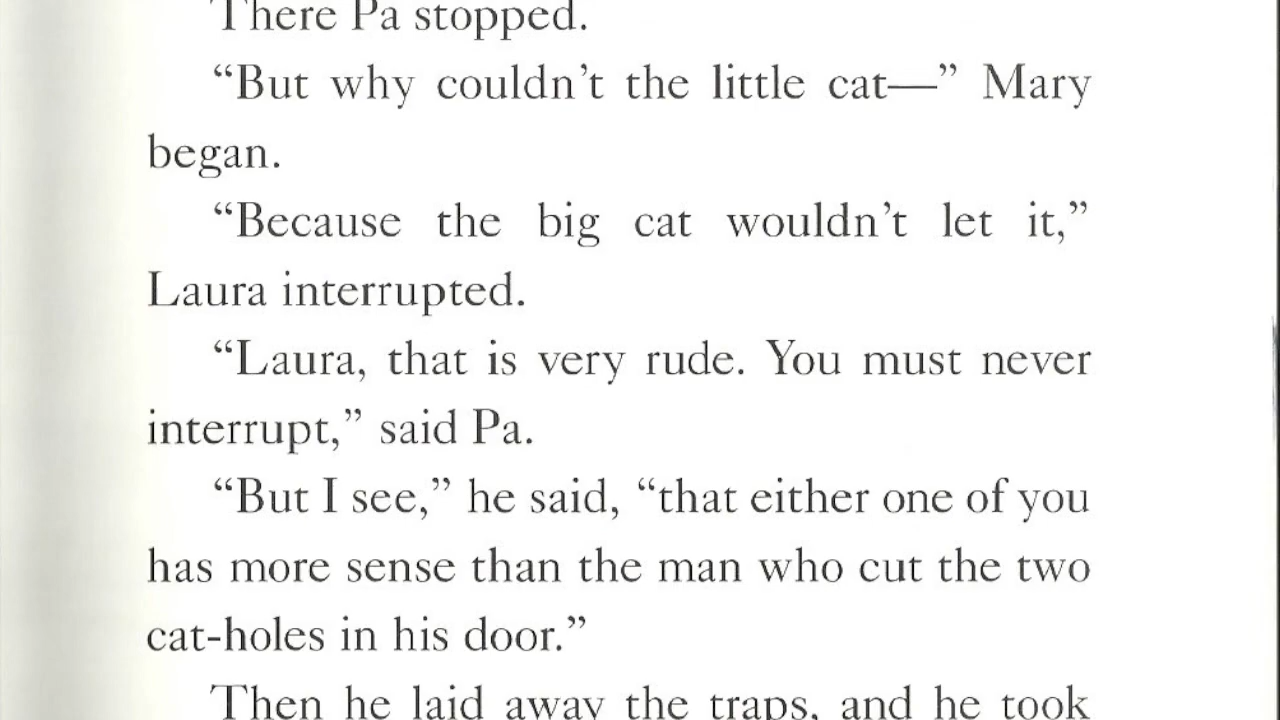 There Pa stopped.
“But why couldn’t the little cat—” Mary
began.
“Because the big cat wouldn’t let it,”
Laura interrupted.
“Laura, that is very rude. You must never
interrupt,” said Pa.
“But I see,” he said, “that either one of you
has more sense than the man who cut the two
cat-holes in his door.”
Then he laid away the traps, and he took